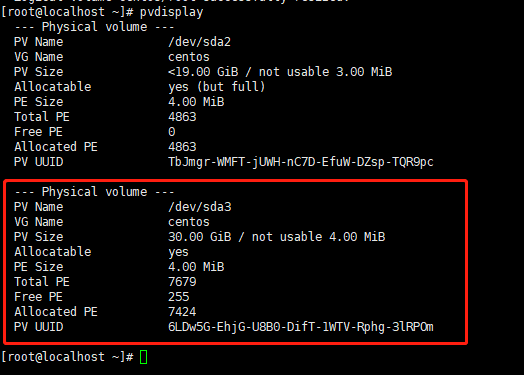 [root@localhost ~]# pvdisplay
--- Physical volume ---
PV Name /dev/sda2
VG Name centos
PV Size <19.00 GiB / not usable 3.00 MiB
Allocatable yes (but full)
PE Size 4.00 MiB
Total PE 4863
Free PE 0
Allocated PE 4863
PV UUID TbJmgr-WMFT-jUWH-nC7D-EfuW-DZsp-TQR9pc
--- Physical volume ---
PV Name /dev/sda3
VG Name centos
PV Size 30.00 GiB / not usable 4.00 MiB
Allocatable yes
PE Size 4.00 MiB
Total PE 7679
Free PE 255
Allocated PE 7424
PV UUID 6LDw5G-EhjG-U8B0-DifT-1WTV-Rphg-3lRPOm
[root@localhost ~]#